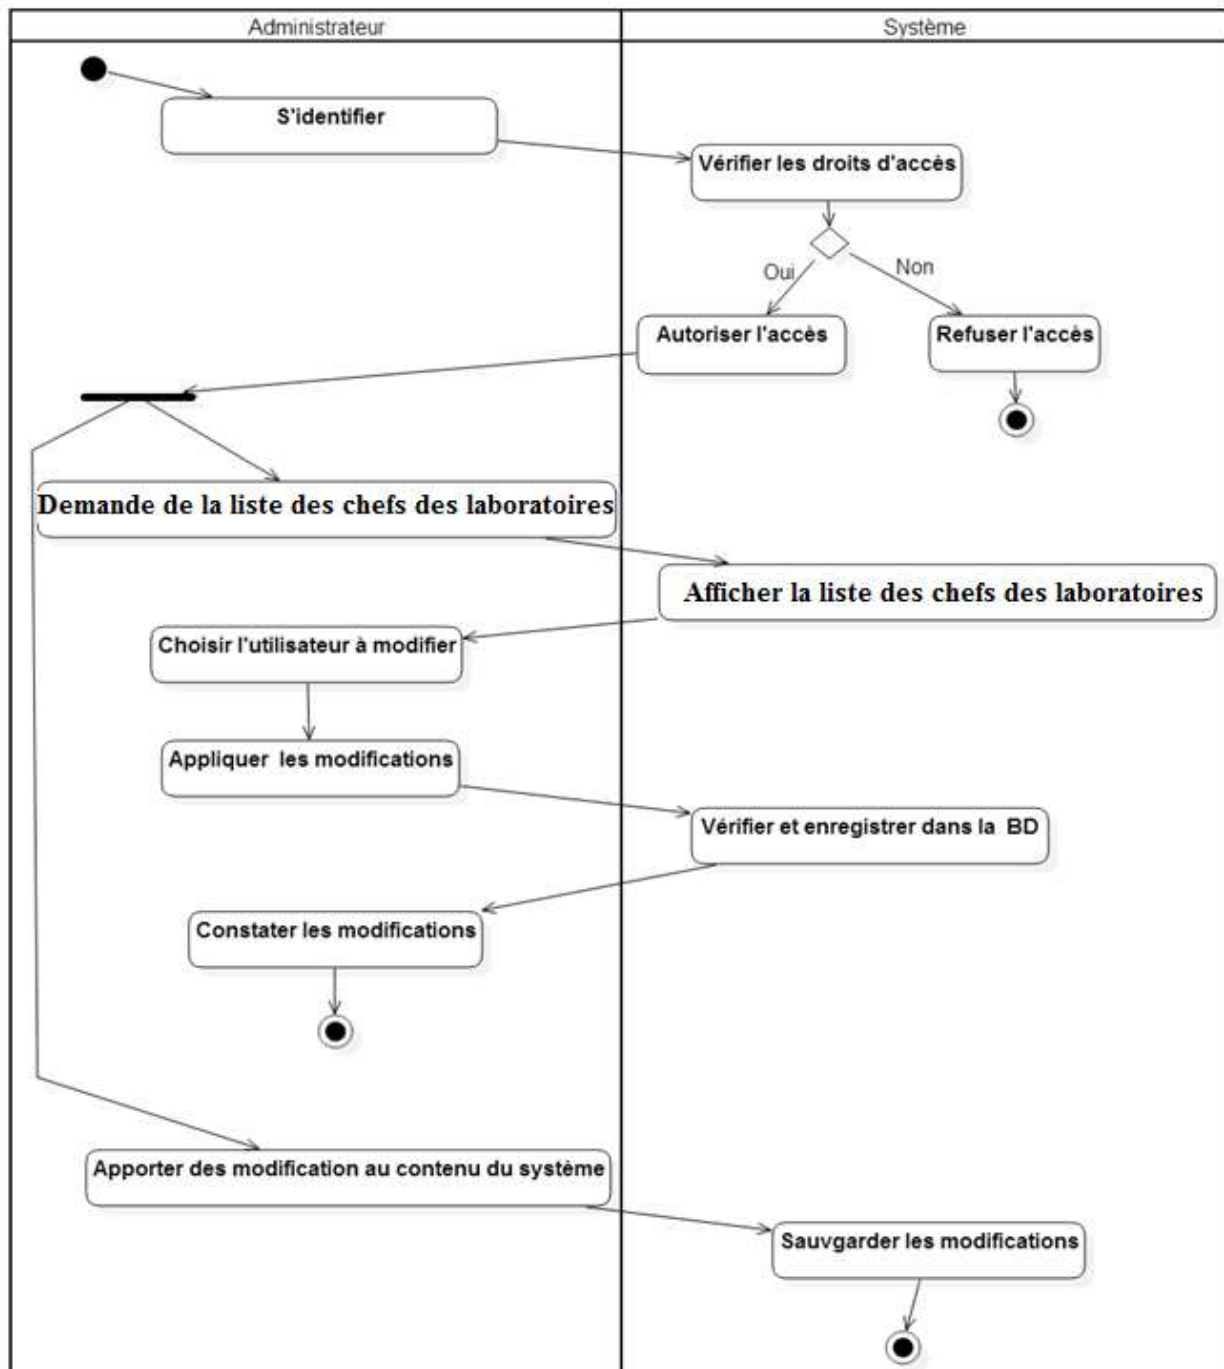 Administrateur
Système
S'identifier
Vérifier les droits d'accès
Oui
Non
Autoriser l'accès
Refuser l'accès
Demande de la liste des chefs des laboratoires
Afficher la liste des chefs des laboratoires
Choisir l'utilisateur à modifier
Appliquer les modifications
Vérifier et enregistrer dans la BD
Constater les modifications
Apporter des modification au contenu du système
Sauvgarder les modifications